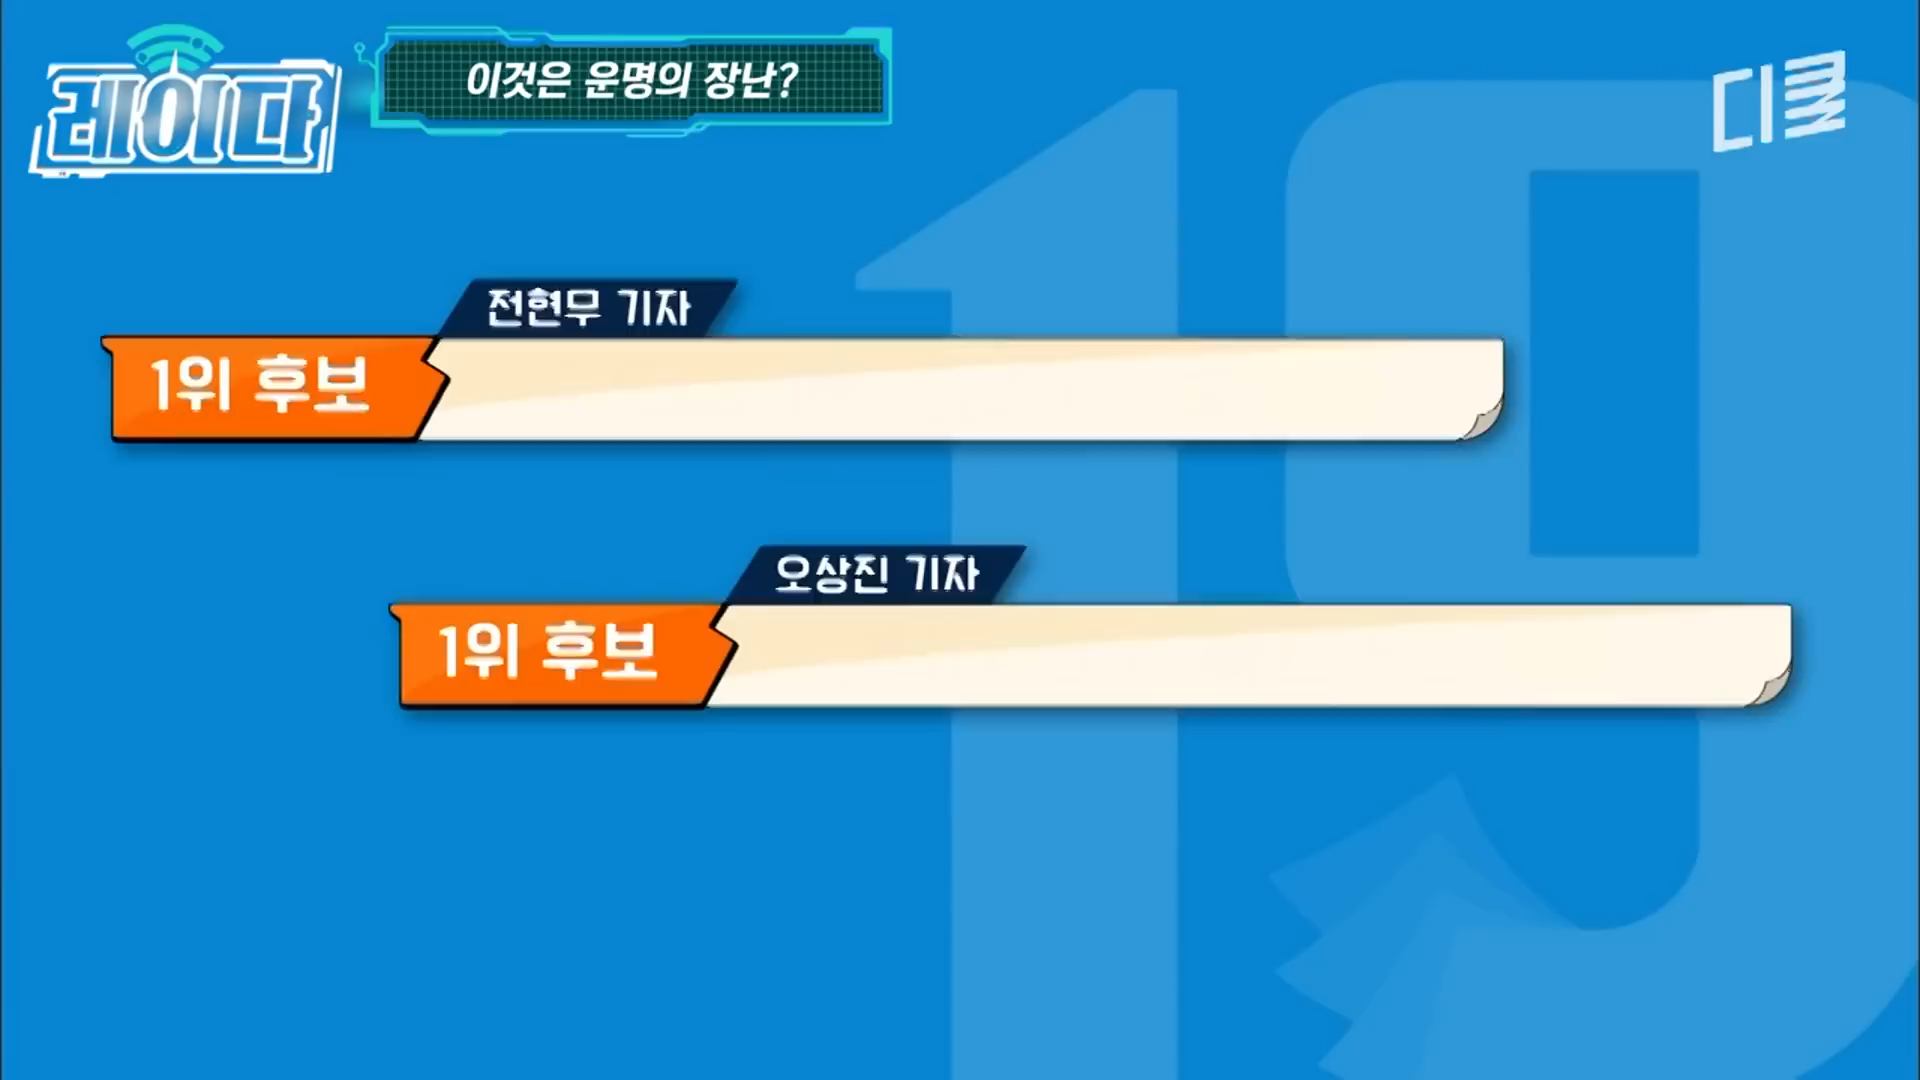 레이다
이것은 운명의 장난?
디글
전현무 기자
1위 후보
오상진 기자
1위 후보
19